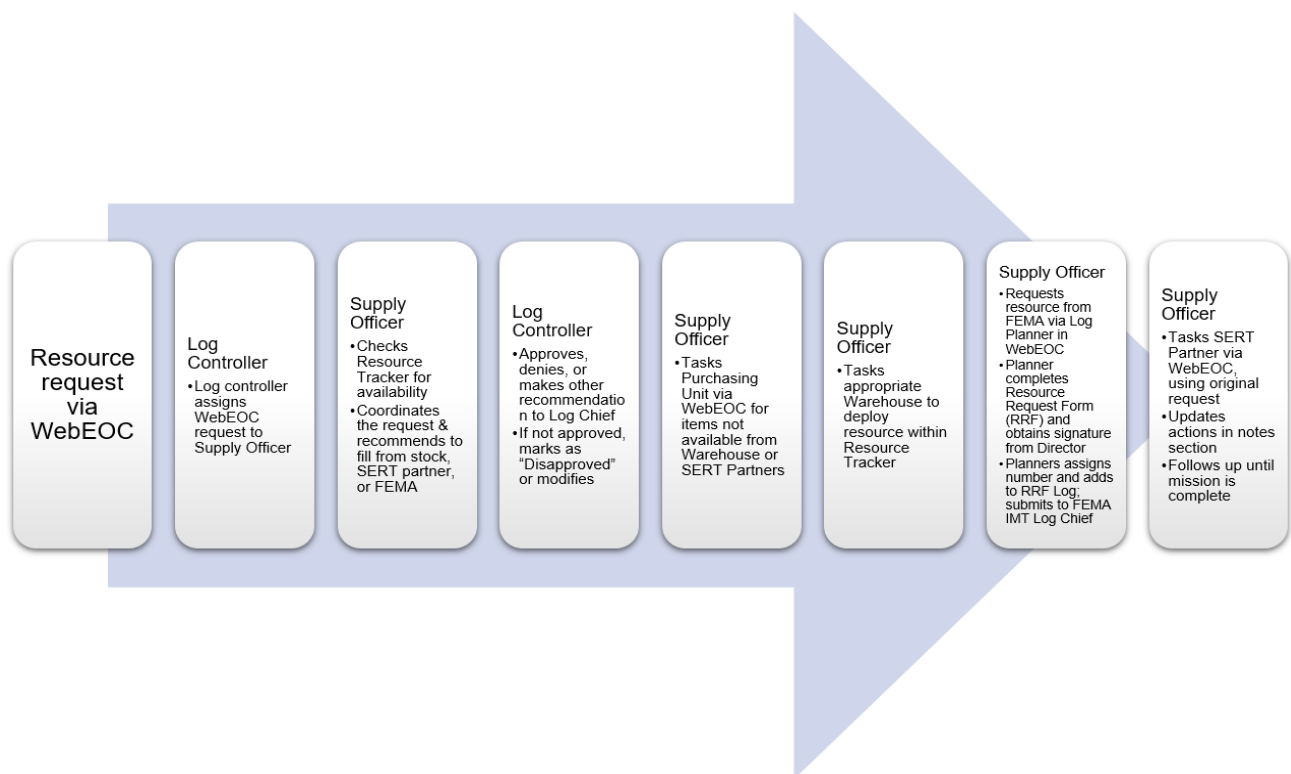 Resource
request
via
WebEOC
Log
Controller
•Log controller
assigns
WebEOC
request to
Supply Officer
Supply
Officer
•Checks
Resource
Tracker for
availability
•Coordinates
the request &
recommends to
fill from stock,
SERT partner,
or FEMA
Log
Controller
•Approves,
denies, or
makes other
recommendatio
n to Log Chief
•If not approved,
marks as
“Disapproved”
or modifies
Supply
Officer
•Tasks
Purchasing
Unit via
WebEOC for
items not
available from
Warehouse or
SERT Partners
Supply
Officer
•Tasks
appropriate
Warehouse to
deploy
resource within
Resource
Tracker
Supply Officer
•Requests
resource from
FEMA via Log
Planner in
WebEOC
•Planner
completes
Resource
Request Form
(RRF) and
obtains signature
from Director
•Planners assigns
number and adds
to RRF Log;
submits to FEMA
IMT Log Chief
Supply
Officer
•Tasks SERT
Partner via
WebEOC,
using original
request
•Updates
actions in notes
section
•Follows up until
mission is
complete